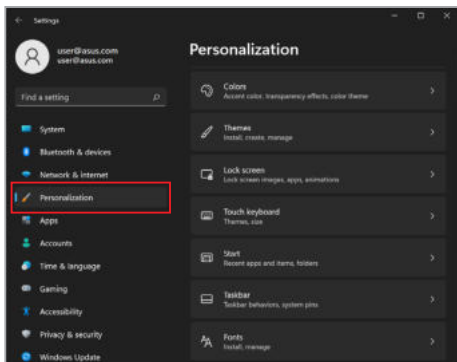 Settings
user@asus.com
user@asus.com
Find a setting
System
Bluetooth & devices
Network & internet
Personalization
Apps
Accounts
Time & language
Gaming
Accessibility
Privacy & security
Windows Update
Personalization
Colors
Accent color, transparency effects, color theme
Themes
Install, create, manage
Lock screen
Lock screen images, apps, animations
Touch keyboard
Themes, size
Start
Recent apps and items, folders
Taskbar
Taskbar behaviors, system pins
Fonts
Install, manage